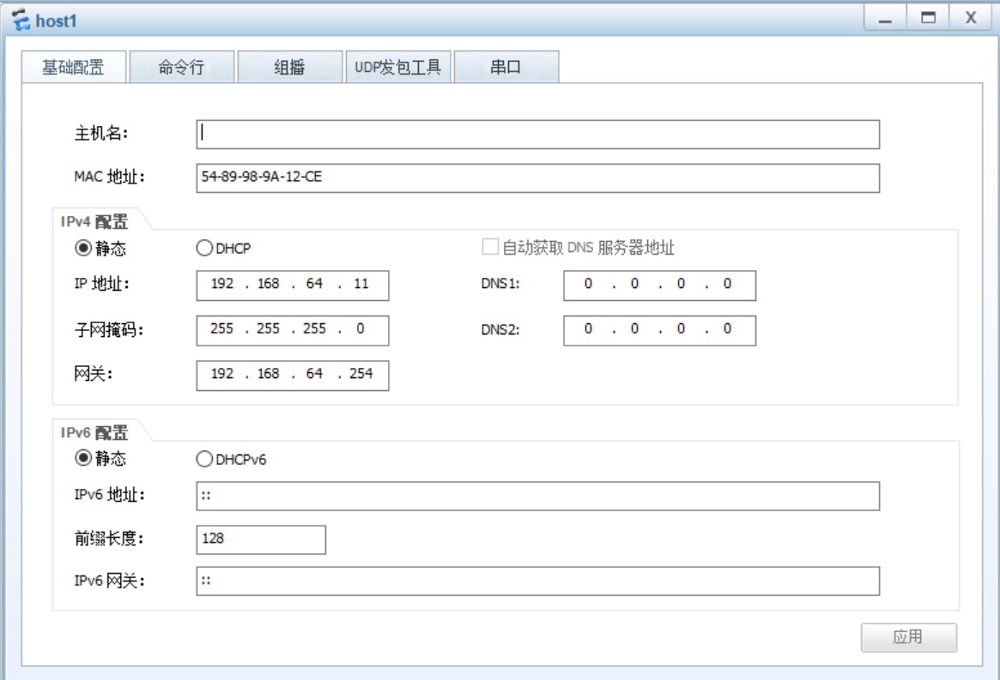 host1
基础配置 命令行 组播 UDP发包工具 串口
主机名:
MAC 地址: 54-89-98-9A-12-CE
IPv4 配置
静态 DHCP 自动获取 DNS 服务器地址
IP 地址: 192 . 168 . 64 . 11 DNS1: 0 . 0 . 0 . 0
子网掩码: 255 . 255 . 255 . 0 DNS2: 0 . 0 . 0 . 0
网关: 192 . 168 . 64 . 254
IPv6 配置
静态 DHCPv6
IPv6 地址: ::
前缀长度: 128
IPv6 网关: ::
应用